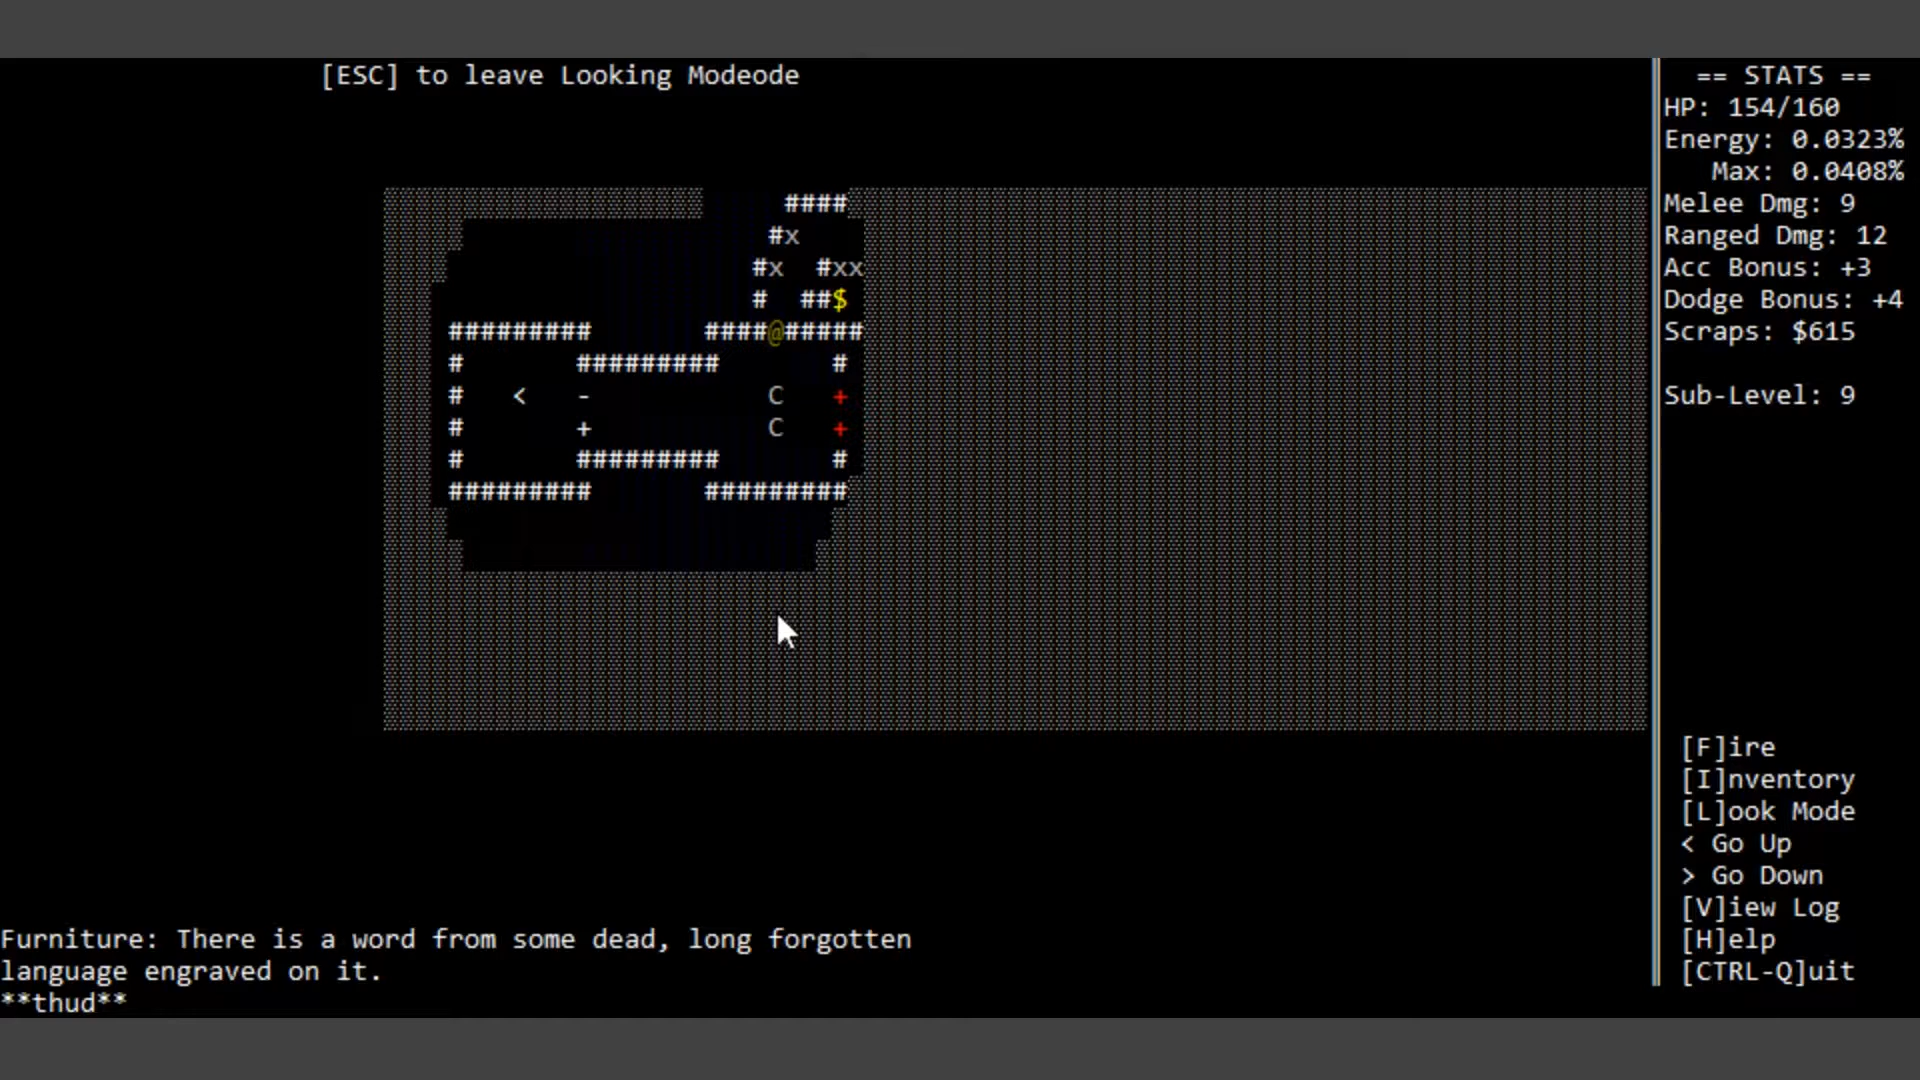 [ESC] to leave Looking Modeode
####
#x
#x  #xx
#  ##$
#########       ####@#####
#       #########       #
#   <   -           C   +
#       +           C   +
#       #########       #
#########       #########
Furniture: There is a word from some dead, long forgotten
language engraved on it.
**thud**
== STATS ==
HP: 154/160
Energy: 0.0323%
Max: 0.0408%
Melee Dmg: 9
Ranged Dmg: 12
Acc Bonus: +3
Dodge Bonus: +4
Scraps: $615
Sub-Level: 9
[F]ire
[I]nventory
[L]ook Mode
< Go Up
> Go Down
[V]iew Log
[H]elp
[CTRL-Q]uit